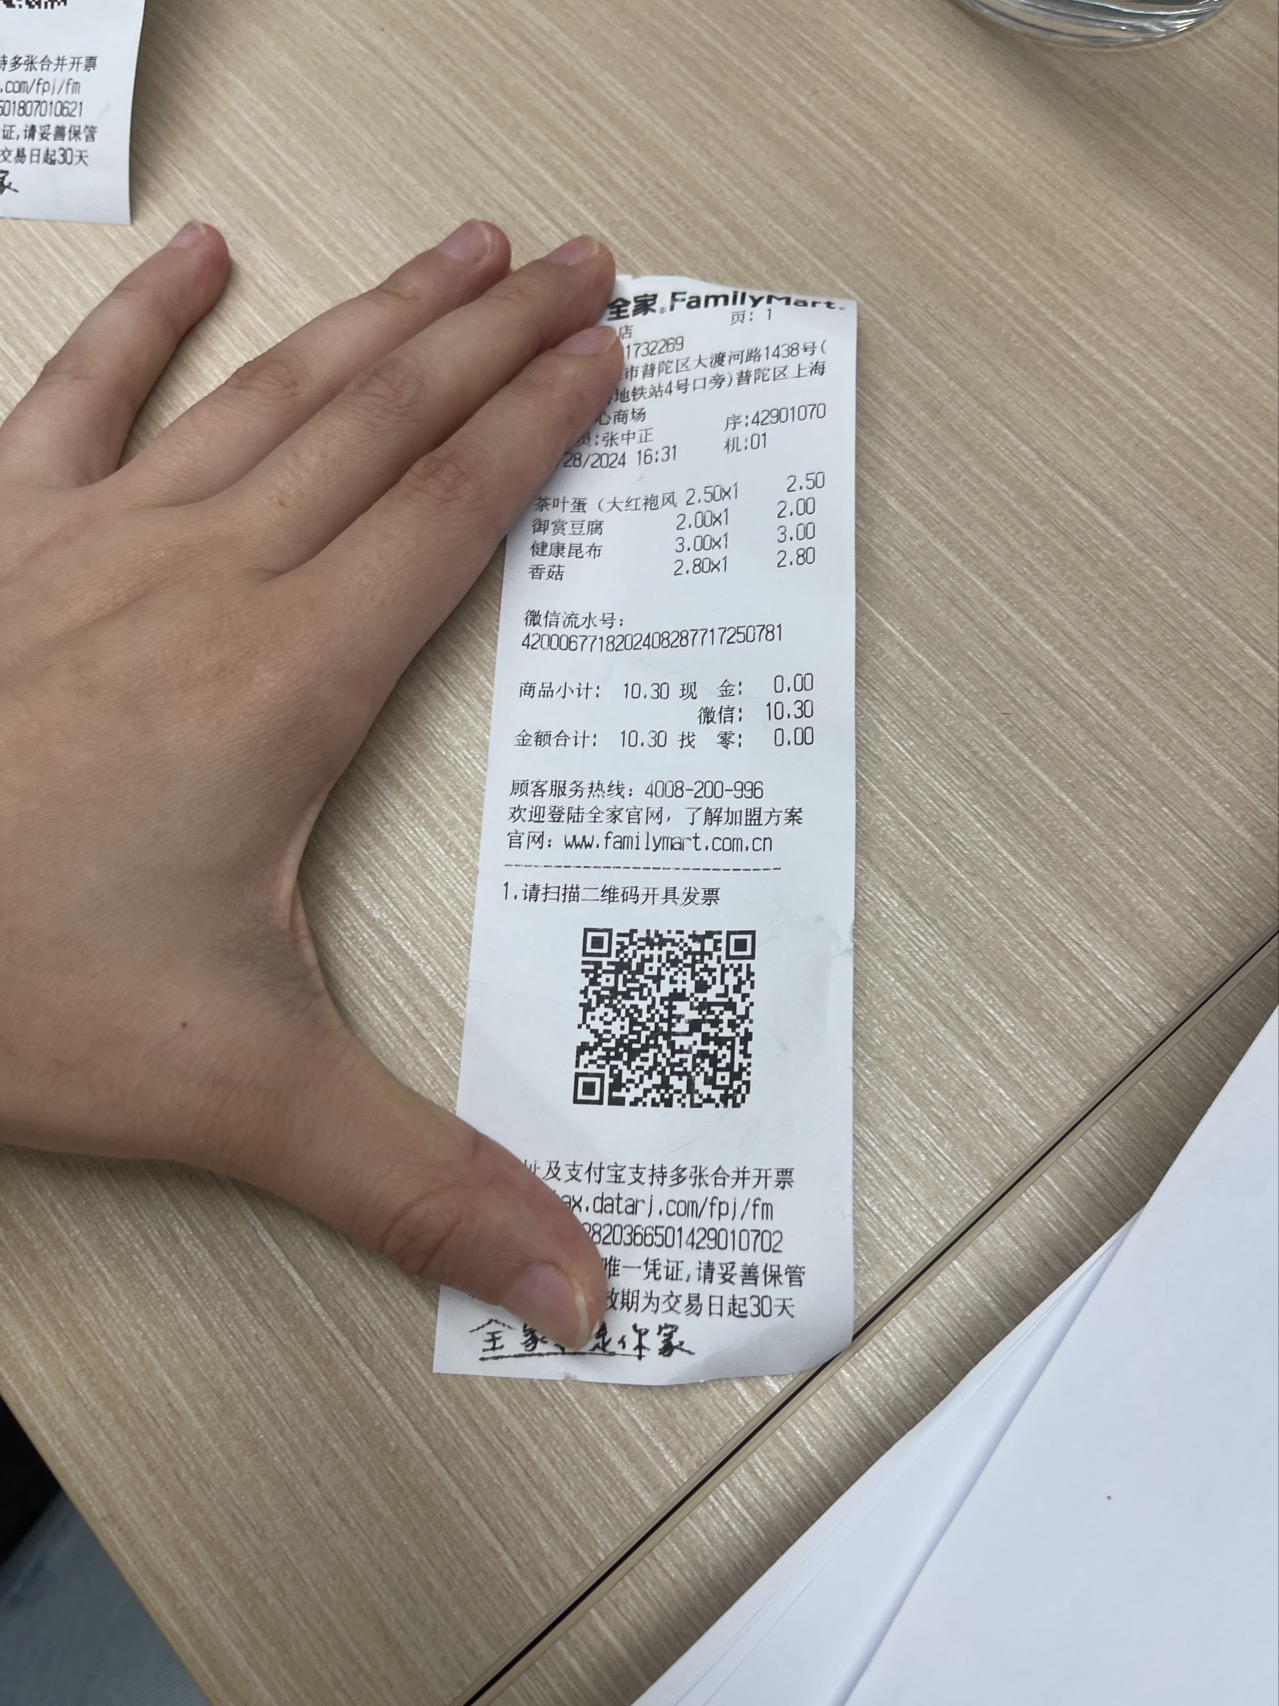 持多张合并开票
.com/fpj/fm
501807010621
证,请妥善保管
交易日起30天
家
全家®FamilyMart®
店 页: 1
1732269
市普陀区大渡河路1438号(
地铁站4号口旁)普陀区上海
心商场
员:张中正 序:42901070
/28/2024 16:31 机:01
茶叶蛋（大红袍风 2.50x1 2.50
御赏豆腐 2.00x1 2.00
健康昆布 3.00x1 3.00
香菇 2.80x1 2.80
微信流水号:
4200067718202408287717250781
商品小计: 10.30 现 金: 0.00
微信: 10.30
金额合计: 10.30 找 零: 0.00
顾客服务热线: 4008-200-996
欢迎登陆全家官网, 了解加盟方案
官网: www.familymart.com.cn
1.请扫描二维码开具发票
址及支付宝支持多张合并开票
ax.datarj.com/fpj/fm
820366501429010702
唯一凭证,请妥善保管
效期为交易日起30天
全家 是你家